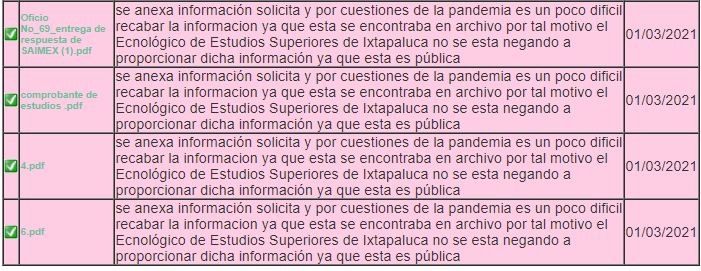 Oficio
No_69_entrega de
respuesta de
SAIMEX (1).pdf
se anexa información solicita y por cuestiones de la pandemia es un poco dificil
recabar la informacion ya que esta se encontraba en archivo por tal motivo el
Ecnológico de Estudios Superiores de Ixtapaluca no se esta negando a
proporcionar dicha información ya que esta es pública
01/03/2021
comprobante de
estudios .pdf
se anexa información solicita y por cuestiones de la pandemia es un poco dificil
recabar la informacion ya que esta se encontraba en archivo por tal motivo el
Ecnológico de Estudios Superiores de Ixtapaluca no se esta negando a
proporcionar dicha información ya que esta es pública
01/03/2021
4.pdf
se anexa información solicita y por cuestiones de la pandemia es un poco dificil
recabar la informacion ya que esta se encontraba en archivo por tal motivo el
Ecnológico de Estudios Superiores de Ixtapaluca no se esta negando a
proporcionar dicha información ya que esta es pública
01/03/2021
6.pdf
se anexa información solicita y por cuestiones de la pandemia es un poco dificil
recabar la informacion ya que esta se encontraba en archivo por tal motivo el
Ecnológico de Estudios Superiores de Ixtapaluca no se esta negando a
proporcionar dicha información ya que esta es pública
01/03/2021